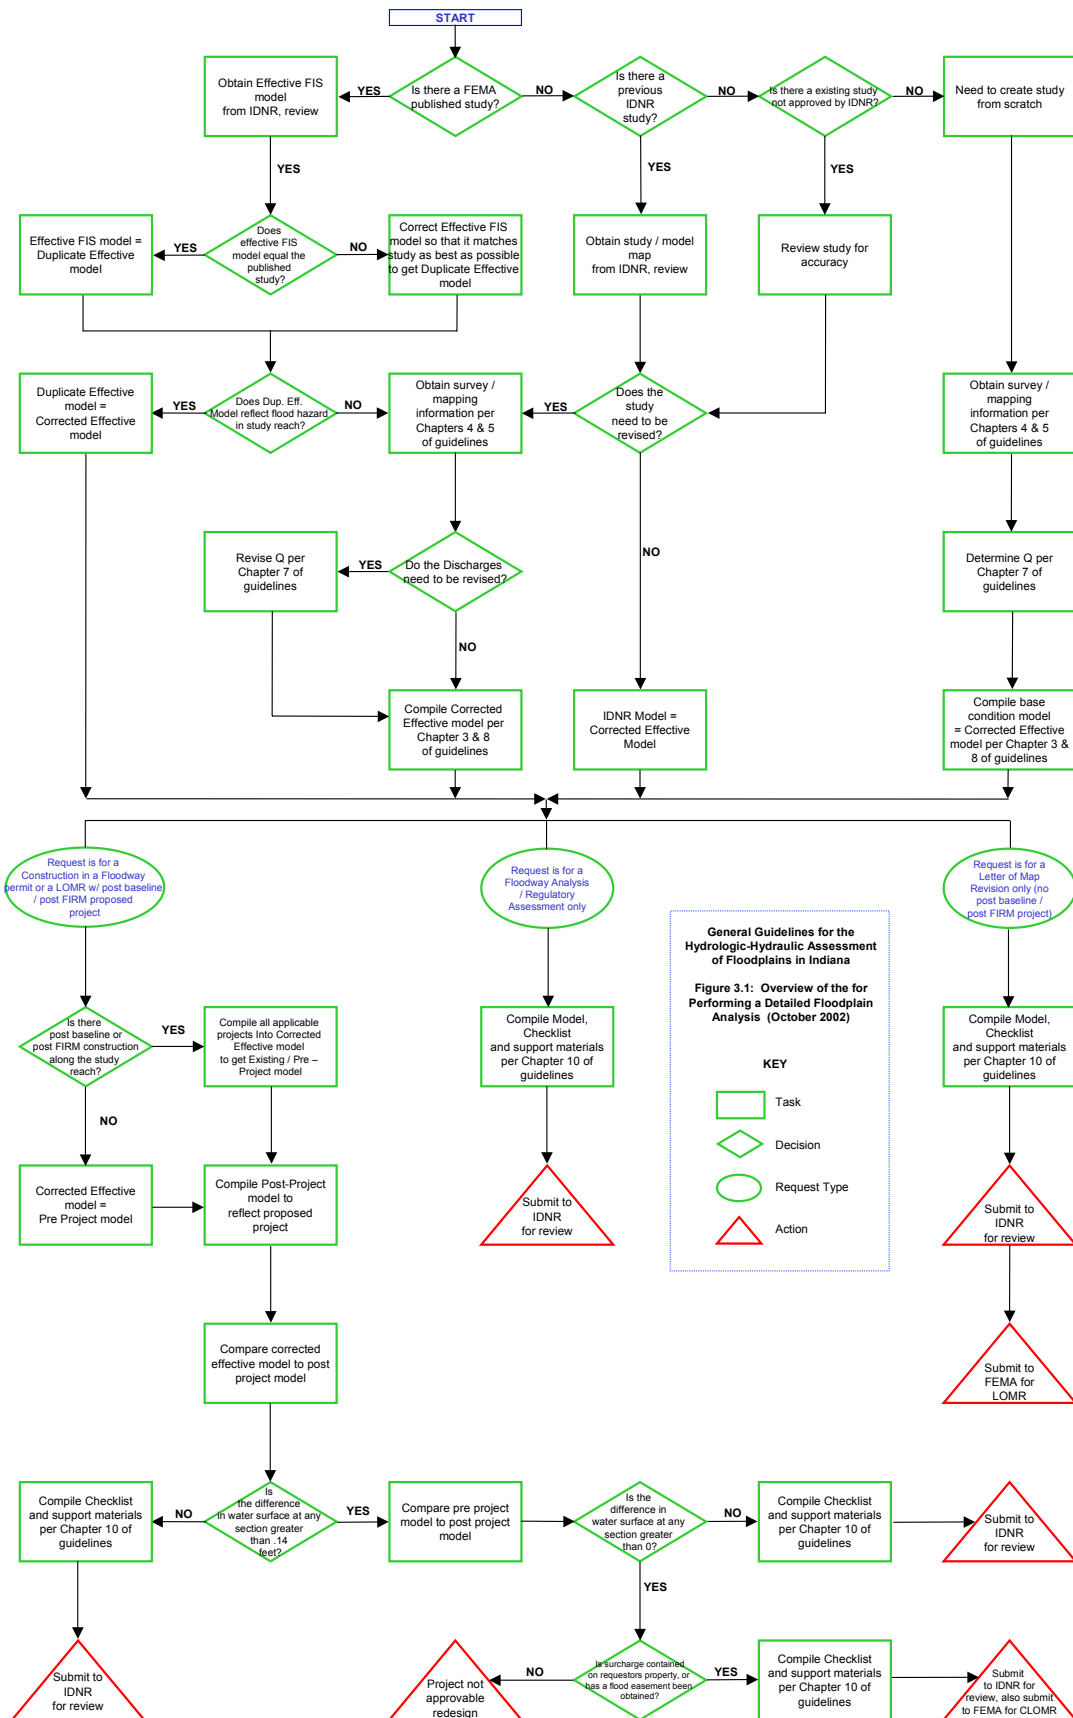 START
Obtain Effective FIS
model
from IDNR, review
YES
Is there a FEMA
published study?
NO
Is there a
previous
IDNR
study?
NO
Is there a existing study
not approved by IDNR?
NO
Need to create study
from scratch
YES
YES
YES
Effective FIS model =
Duplicate Effective
model
YES
Does
effective FIS
model equal the
published
study?
NO
Correct Effective FIS
model so that it matches
study as best as possible
to get Duplicate Effective
model
Obtain study / model
map
from IDNR, review
Review study for
accuracy
Duplicate Effective
model =
Corrected Effective
model
YES
Does Dup. Eff.
Model reflect flood hazard
in study reach?
NO
Obtain survey /
mapping
information per
Chapters 4 & 5
of guidelines
YES
Does the
study
need to be
revised?
Obtain survey /
mapping
information per
Chapters 4 & 5
of guidelines
Revise Q per
Chapter 7 of
guidelines
YES
Do the Discharges
need to be revised?
NO
Determine Q per
Chapter 7 of
guidelines
NO
Compile Corrected
Effective model per
Chapter 3 & 8
of guidelines
IDNR Model =
Corrected Effective
Model
Compile base
condition model
= Corrected Effective
model per Chapter 3 &
8 of guidelines
Request is for a
Construction in a Floodway
permit or a LOMR w/ post baseline
/ post FIRM proposed
project
Request is for a
Floodway Analysis
/ Regulatory
Assessment only
Request is for a
Letter of Map
Revision only (no
post baseline /
post FIRM project)
General Guidelines for the
Hydrologic-Hydraulic Assessment
of Floodplains in Indiana
Figure 3.1:  Overview of the for
Performing a Detailed Floodplain
Analysis  (October 2002)
KEY
Task
Decision
Request Type
Action
Is there
post baseline or
post FIRM construction
along the study
reach?
YES
Compile all applicable
projects Into Corrected
Effective model
to get Existing / Pre –
Project model
Compile Model,
Checklist
and support materials
per Chapter 10 of
guidelines
Compile Model,
Checklist
and support materials
per Chapter 10 of
guidelines
NO
Corrected Effective
model =
Pre Project model
Compile Post-Project
model to
reflect proposed
project
Submit to
IDNR
for review
Submit to
IDNR
for review
Compare corrected
effective model to post
project model
Submit to
FEMA for
LOMR
Compile Checklist
and support materials
per Chapter 10 of
guidelines
NO
Is
the difference
in water surface at any
section greater
than .14
feet?
YES
Compare pre project
model to post project
model
Is the
difference in
water surface at any
section greater
than 0?
NO
Compile Checklist
and support materials
per Chapter 10 of
guidelines
Submit to
IDNR
for review
YES
Submit to
IDNR
for review
Project not
approvable
redesign
NO
Is surcharge contained
on requestors property, or
has a flood easement been
obtained?
YES
Compile Checklist
and support materials
per Chapter 10 of
guidelines
Submit
to IDNR for
review, also submit
to FEMA for CLOMR